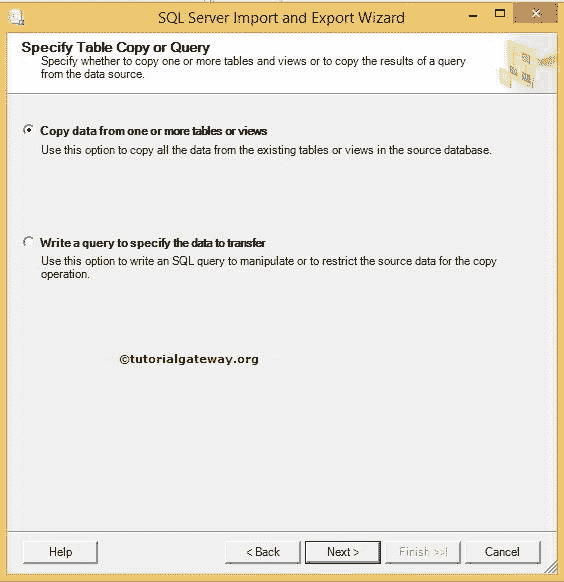 SQL Server Import and Export Wizard
Specify Table Copy or Query
Specify whether to copy one or more tables and views or to copy the results of a query
from the data source.
Copy data from one or more tables or views
Use this option to copy all the data from the existing tables or views in the source database.
Write a query to specify the data to transfer
Use this option to write an SQL query to manipulate or to restrict the source data for the copy
operation.
©tutorialgateway.org
Help
< Back
Next >
Finish >>|
Cancel